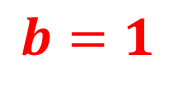 b = 1